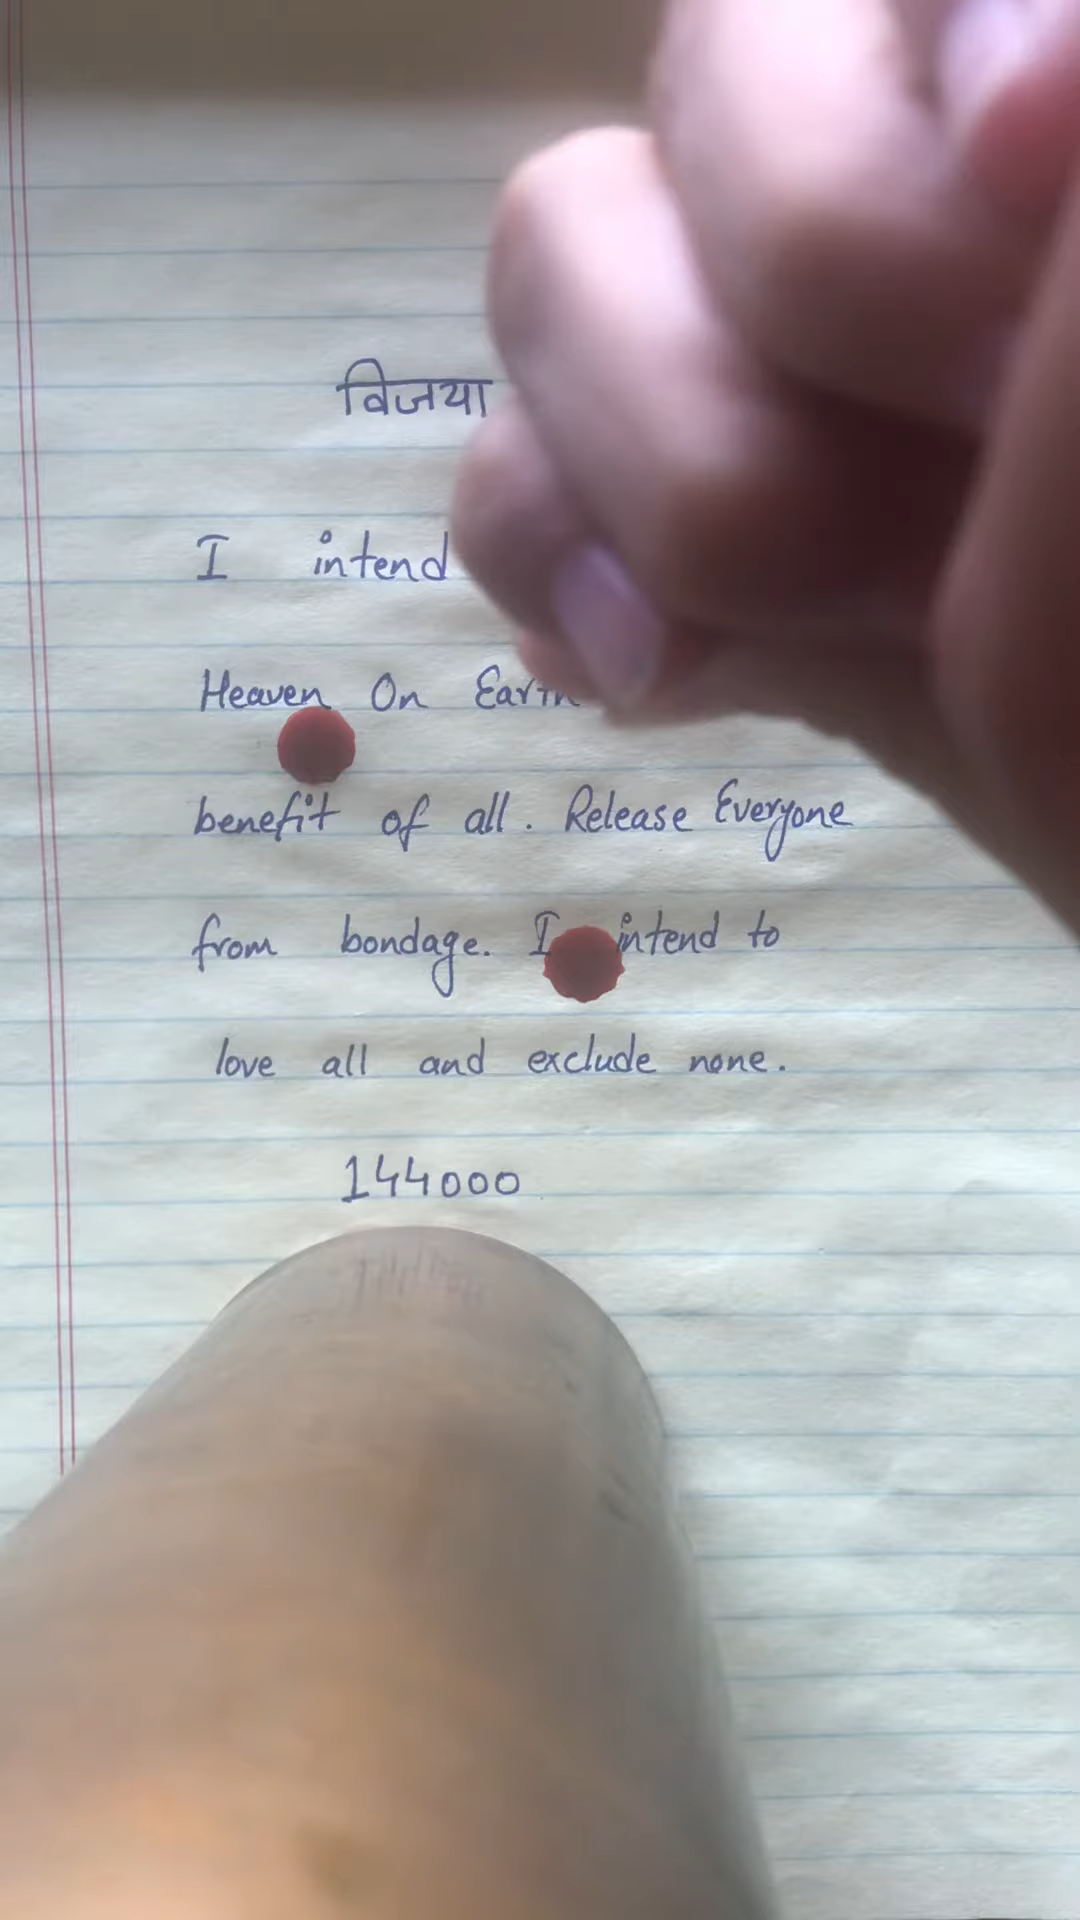 विजया
I intend
Heaven On Earth
benefit of all. Release Everyone
from bondage. I intend to
love all and exclude none.
144000